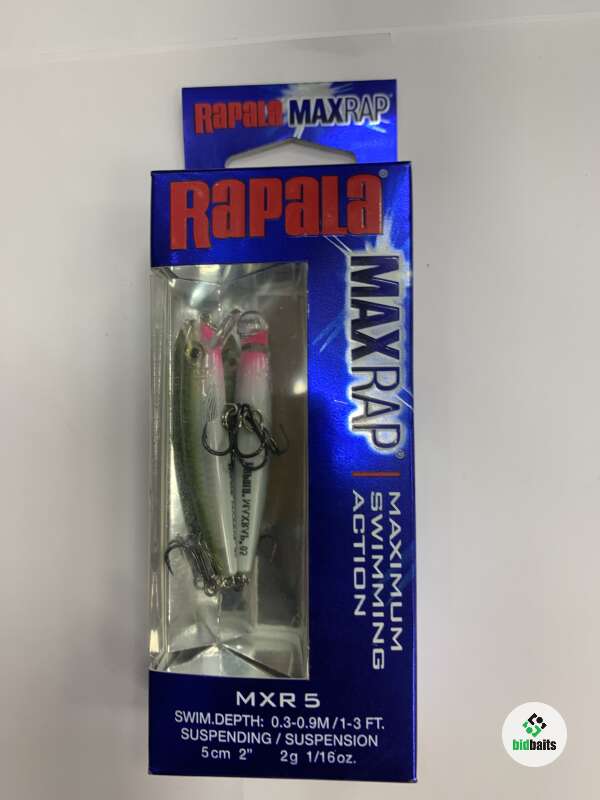 RAPALA MAXRAP®
RAPALA®
MAXRAP®
MAXIMUM
SWIMMING
ACTION
MXR 5
SWIM.DEPTH: 0.3-0.9M/1-3 FT.
SUSPENDING / SUSPENSION
5cm 2" 2g 1/16oz.
bidbaits